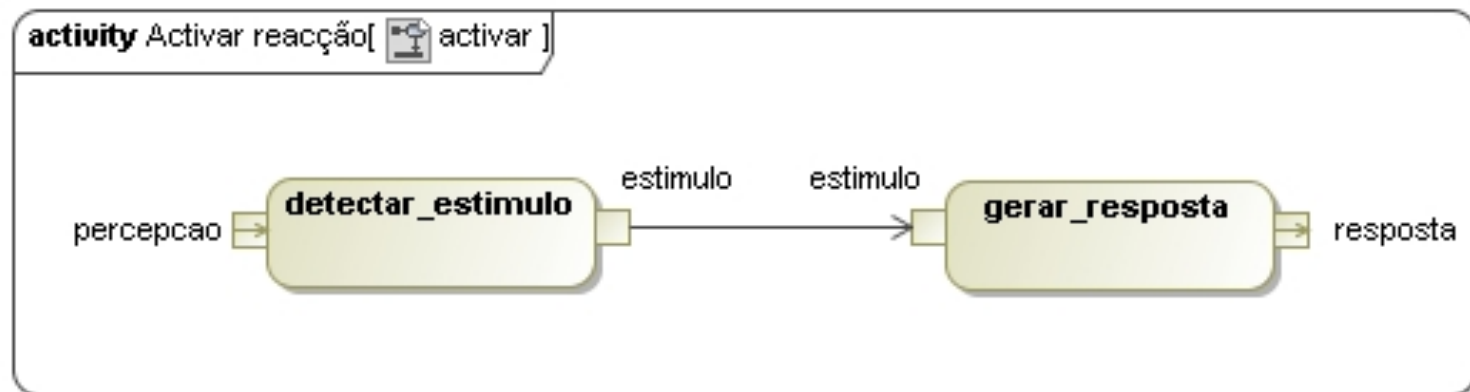 activity Activar reacção[ activar ]
estimulo estimulo
detectar_estimulo gerar_resposta
percepcao resposta